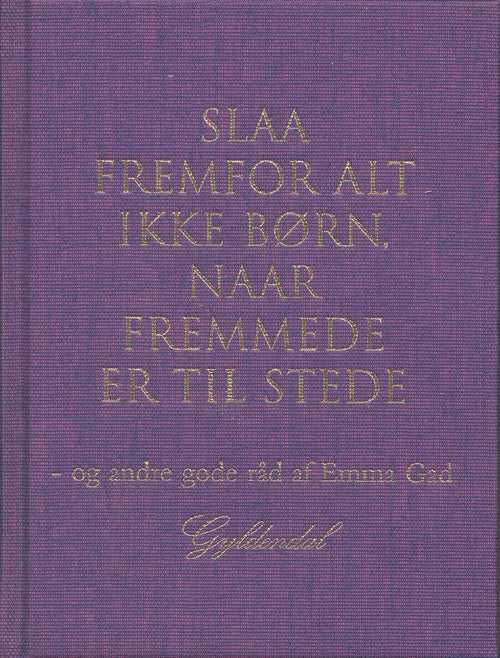 SLAA
FREMFOR ALT
IKKE BØRN,
NAAR
FREMMEDE
ER TIL STEDE
– og andre gode råd af Emma Gad
Gyldendal